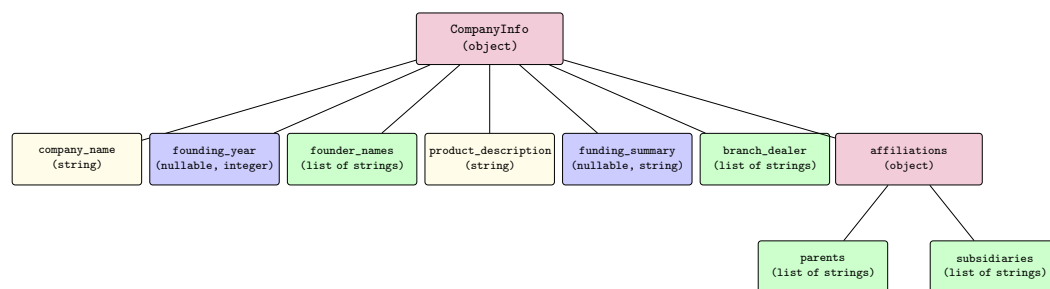 CompanyInfo
(object)
company_name
(string)
founding_year
(nullable, integer)
founder_names
(list of strings)
product_description
(string)
funding_summary
(nullable, string)
branch_dealer
(list of strings)
affiliations
(object)
parents
(list of strings)
subsidiaries
(list of strings)